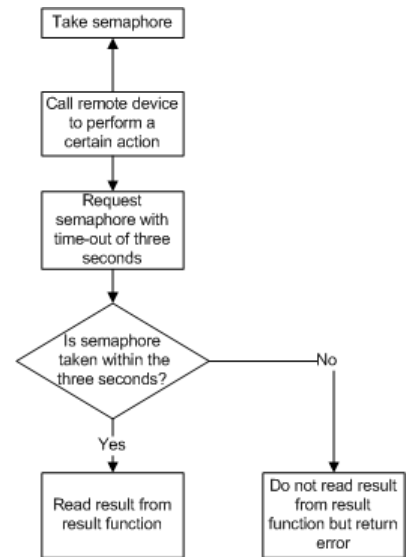 Take semaphore
Call remote device
to perform a
certain action
Request
semaphore with
time-out of three
seconds
Is semaphore
taken within the
three seconds?
No
Yes
Read result from
result function
Do not read result
from result
function but return
error